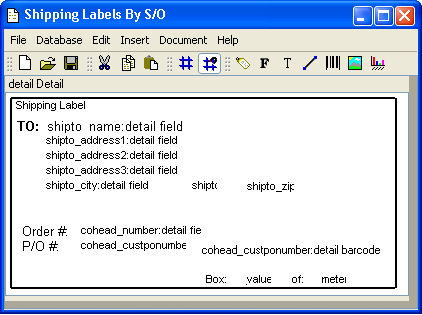 Shipping Labels By S/O
File Database Edit Insert Document Help
F T
detail Detail
Shipping Label
TO: shipto_name:detail field
shipto_address1:detail field
shipto_address2:detail field
shipto_address3:detail field
shipto_city:detail field shipto shipto_zip
Order #: cohead_number:detail fie
P/O #: cohead_custponumbe
cohead_custponumber:detail barcode
Box: value of: meter